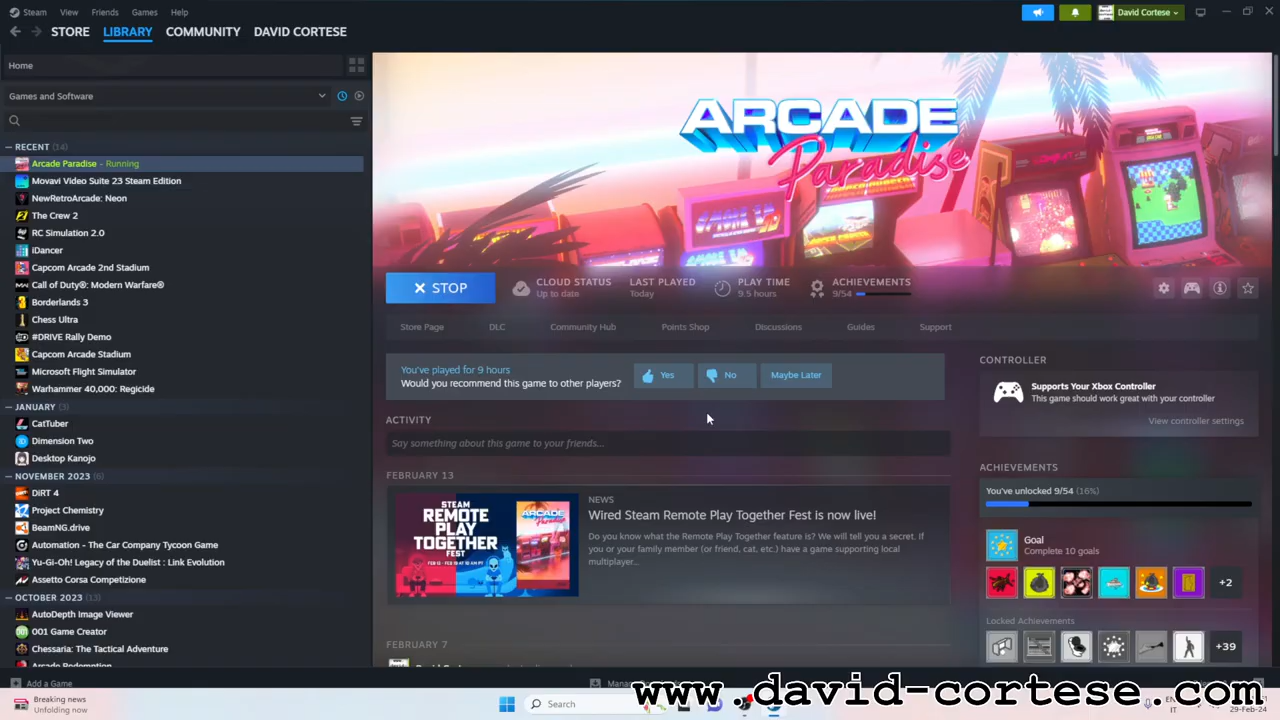 Steam View Friends Games Help David Cortese
STORE LIBRARY COMMUNITY DAVID CORTESE
Home
Games and Software
RECENT (14)
Arcade Paradise - Running
Movavi Video Suite 23 Steam Edition
NewRetroArcade: Neon
The Crew 2
RC Simulation 2.0
iDancer
Capcom Arcade 2nd Stadium
Call of Duty®: Modern Warfare®
Borderlands 3
Chess Ultra
#DRIVE Rally Demo
Capcom Arcade Stadium
Microsoft Flight Simulator
Warhammer 40,000: Regicide
JANUARY (3)
CatTuber
Dimension Two
Desktop Kanojo
NOVEMBER 2023 (6)
DiRT 4
Project Chemistry
BeamNG.drive
Automation - The Car Company Tycoon Game
Yu-Gi-Oh! Legacy of the Duelist : Link Evolution
Assetto Corsa Competizione
OCTOBER 2023 (13)
AutoDepth Image Viewer
001 Game Creator
Chessaria: The Tactical Adventure
Arcade Redemption
Add a Game
ARCADE
Paradise
STOP
CLOUD STATUS
Up to date
LAST PLAYED
Today
PLAY TIME
9.5 hours
ACHIEVEMENTS
9/54
Store Page DLC Community Hub Points Shop Discussions Guides Support
You've played for 9 hours
Would you recommend this game to other players?
Yes No Maybe Later
ACTIVITY
Say something about this game to your friends...
FEBRUARY 13
STEAM
REMOTE
PLAY
TOGETHER
FEST
ARCADE
Paradise
NEWS
Wired Steam Remote Play Together Fest is now live!
Do you know what the Remote Play Together feature is? We will tell you a secret. If
you or your family member (or friend, cat, etc.) have a game supporting local
multiplayer...
FEBRUARY 7
CONTROLLER
Supports Your Xbox Controller
This game should work great with your controller
View controller settings
ACHIEVEMENTS
You've unlocked 9/54 (16%)
Goal
Complete 10 goals
+2
Locked Achievements
+39
www.david-cortese.com
Breaking news
Unfolding now
Search
29-Feb-24